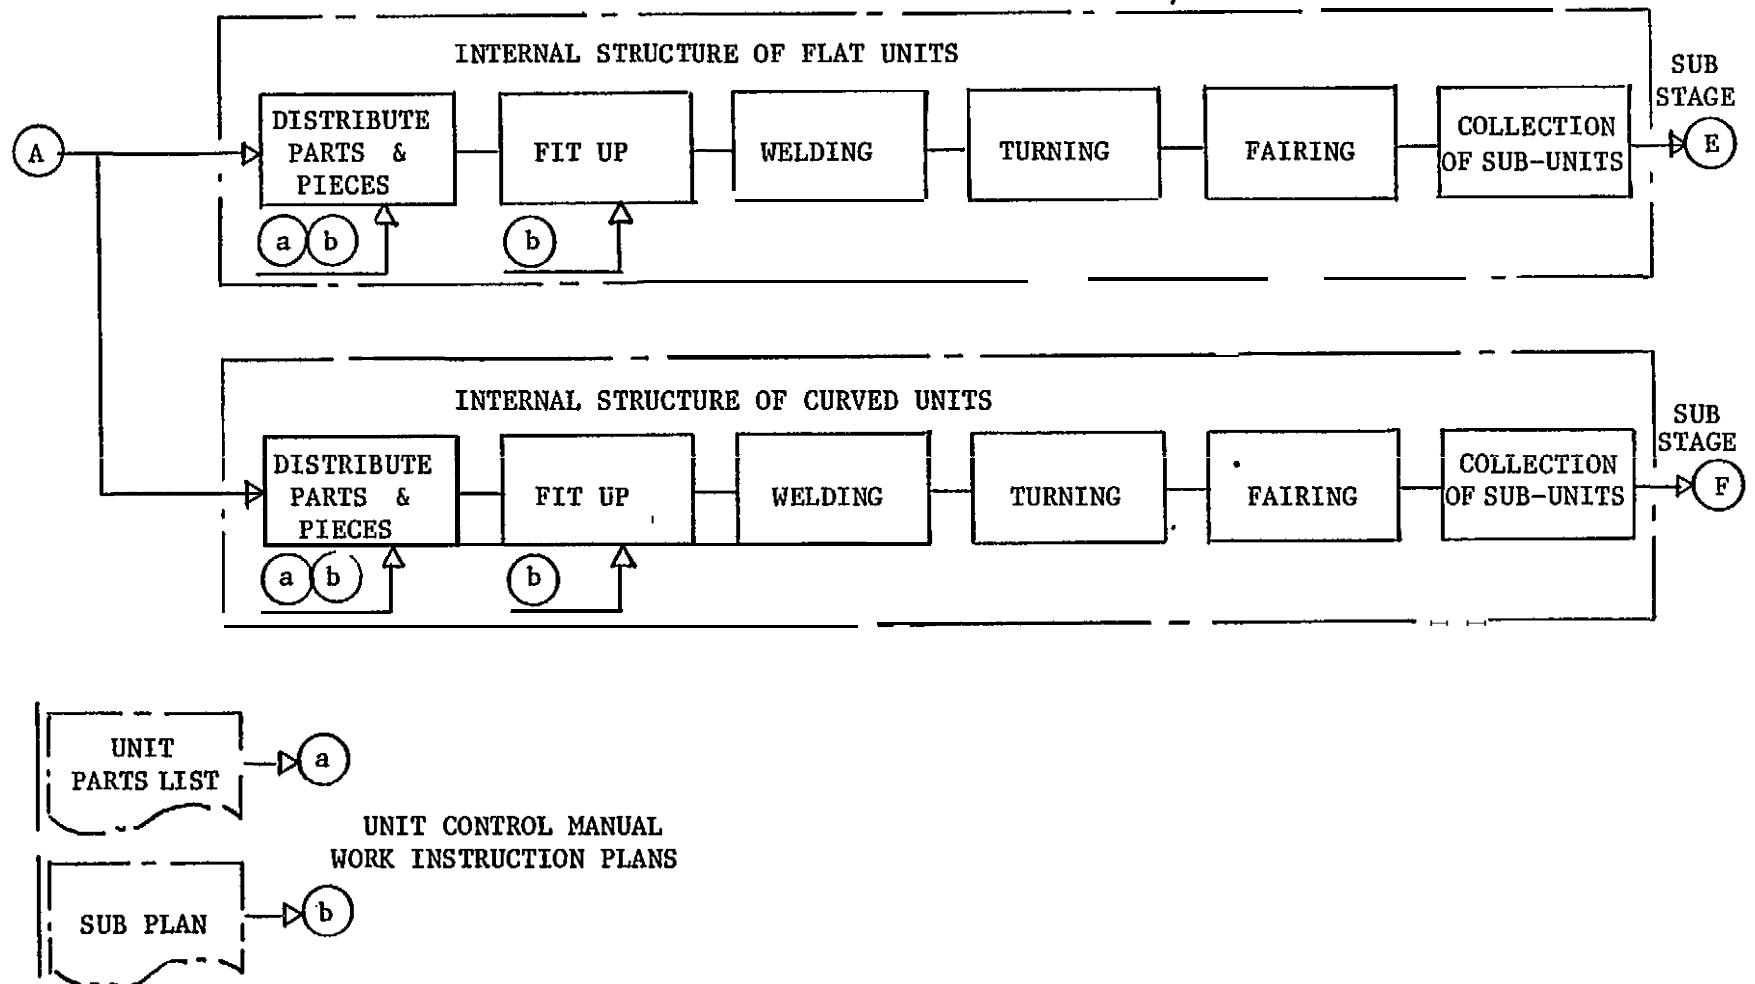 INTERNAL STRUCTURE OF FLAT UNITS
SUB
STAGE
A
DISTRIBUTE
PARTS &
PIECES
FIT UP
WELDING
TURNING
FAIRING
COLLECTION
OF SUB-UNITS
E
a b
b
INTERNAL STRUCTURE OF CURVED UNITS
SUB
STAGE
DISTRIBUTE
PARTS &
PIECES
FIT UP
WELDING
TURNING
FAIRING
COLLECTION
OF SUB-UNITS
F
a b
b
UNIT
PARTS LIST
a
UNIT CONTROL MANUAL
WORK INSTRUCTION PLANS
SUB PLAN
b